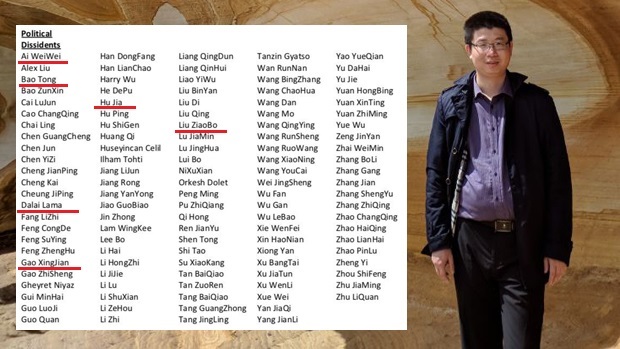 Political
Dissidents
Ai WeiWei
Alex Liu
Bao Tong
Bao ZunXin
Cai LuJun
Cao ChangQing
Chai Ling
Chen GuangCheng
Chen Jun
Chen YiZi
Cheng JianPing
Cheng Kai
Cheung JiPing
Dalai Lama
Fang LiZhi
Feng CongDe
Feng SuYing
Feng ZhengHu
Gao XingJian
Gao ZhiSheng
Gheyret Niyaz
Gui MinHai
Guo LuoJi
Guo Quan
Han DongFang
Han LianChao
Harry Wu
He DePu
Hu Jia
Hu Ping
Hu ShiGen
Huang Qi
Huseyincan Celil
Ilham Tohti
Jiang LiJun
Jiang Rong
Jiang YanYong
Jiao GuoBiao
Jin Zhong
Lam WingKee
Lee Bo
Li Hai
Li HongZhi
Li JiJie
Li Lu
Li ShuXian
Li ZeHou
Li Zhi
Liang QingDun
Liang QinHui
Liao YiWu
Liu BinYan
Liu Di
Liu Qing
Liu ZiaoBo
Lu JiaMin
Lu JingHua
Lui Bo
NiXuXian
Orkesh Dolet
Peng Ming
Pu ZhiQiang
Qi Hong
Ren JianYu
Shen Tong
Shi Tao
Su XiaoKang
Tan BaiQiao
Tan ZuoRen
Tang BaiQiao
Tang GuangZhong
Tang JingLing
Tanzin Gyatso
Wan RunNan
Wang BingZhang
Wang ChaoHua
Wang Dan
Wang Mo
Wang QingYing
Wang RunSheng
Wang RuoWang
Wang XiaoNing
Wang YouCai
Wei JingSheng
Wu Fan
Wu Gan
Wu LeBao
Xie WenFei
Xin HaoNian
Xiong Yan
Xu BangTai
Xu JiaTun
Xu WenLi
Xue Wei
Yan JiaQi
Yang JianLi
Yao YueQian
Yu DaHai
Yu Jie
Yuan HongBing
Yuan XinTing
Yuan ZhiMing
Yue Wu
Zeng JinYan
Zhai WeiMin
Zhang BoLi
Zhang Gang
Zhang Jian
Zhang ShengYu
Zhang ZhiQing
Zhao ChangQing
Zhao HaiQing
Zhao LianHai
Zhao PinLu
Zheng Yi
Zhou ShiFeng
Zhu JiaMing
Zhu LiQuan